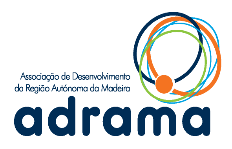 Associação de Desenvolvimento
da Região Autónoma da Madeira
adrama